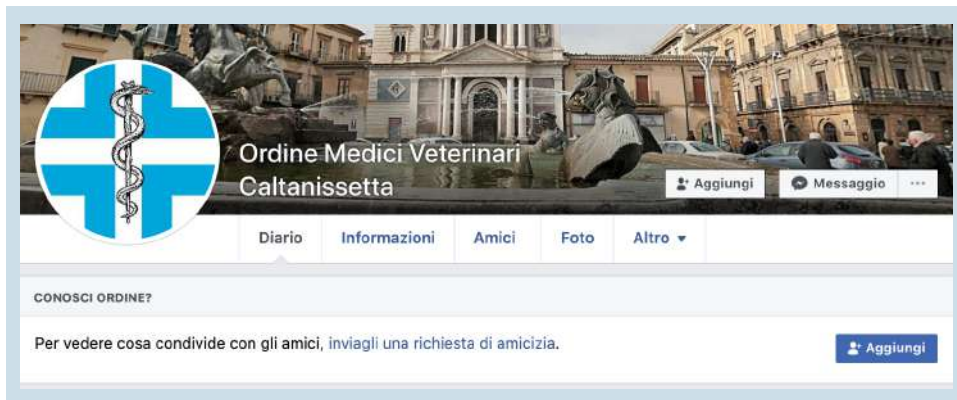 Ordine Medici Veterinari
Caltanissetta
Aggiungi
Messaggio
Diario
Informazioni
Amici
Foto
Altro
CONOSCI ORDINE?
Per vedere cosa condivide con gli amici, inviagli una richiesta di amicizia.
Aggiungi